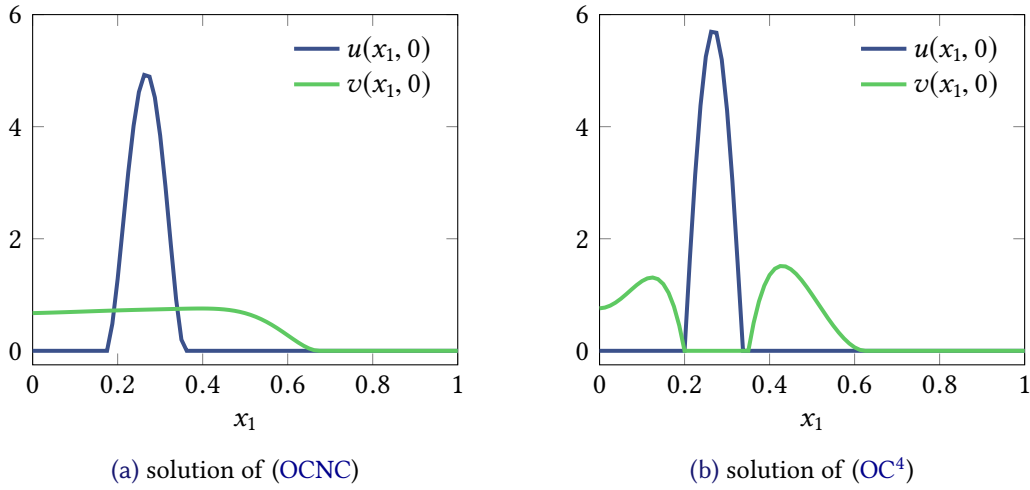 6
4
2
0
u(x₁, 0)
v(x₁, 0)
0 0.2 0.4 0.6 0.8 1
x₁
(a) solution of (OCNC)
6
4
2
0
u(x₁, 0)
v(x₁, 0)
0 0.2 0.4 0.6 0.8 1
x₁
(b) solution of (OC⁴)